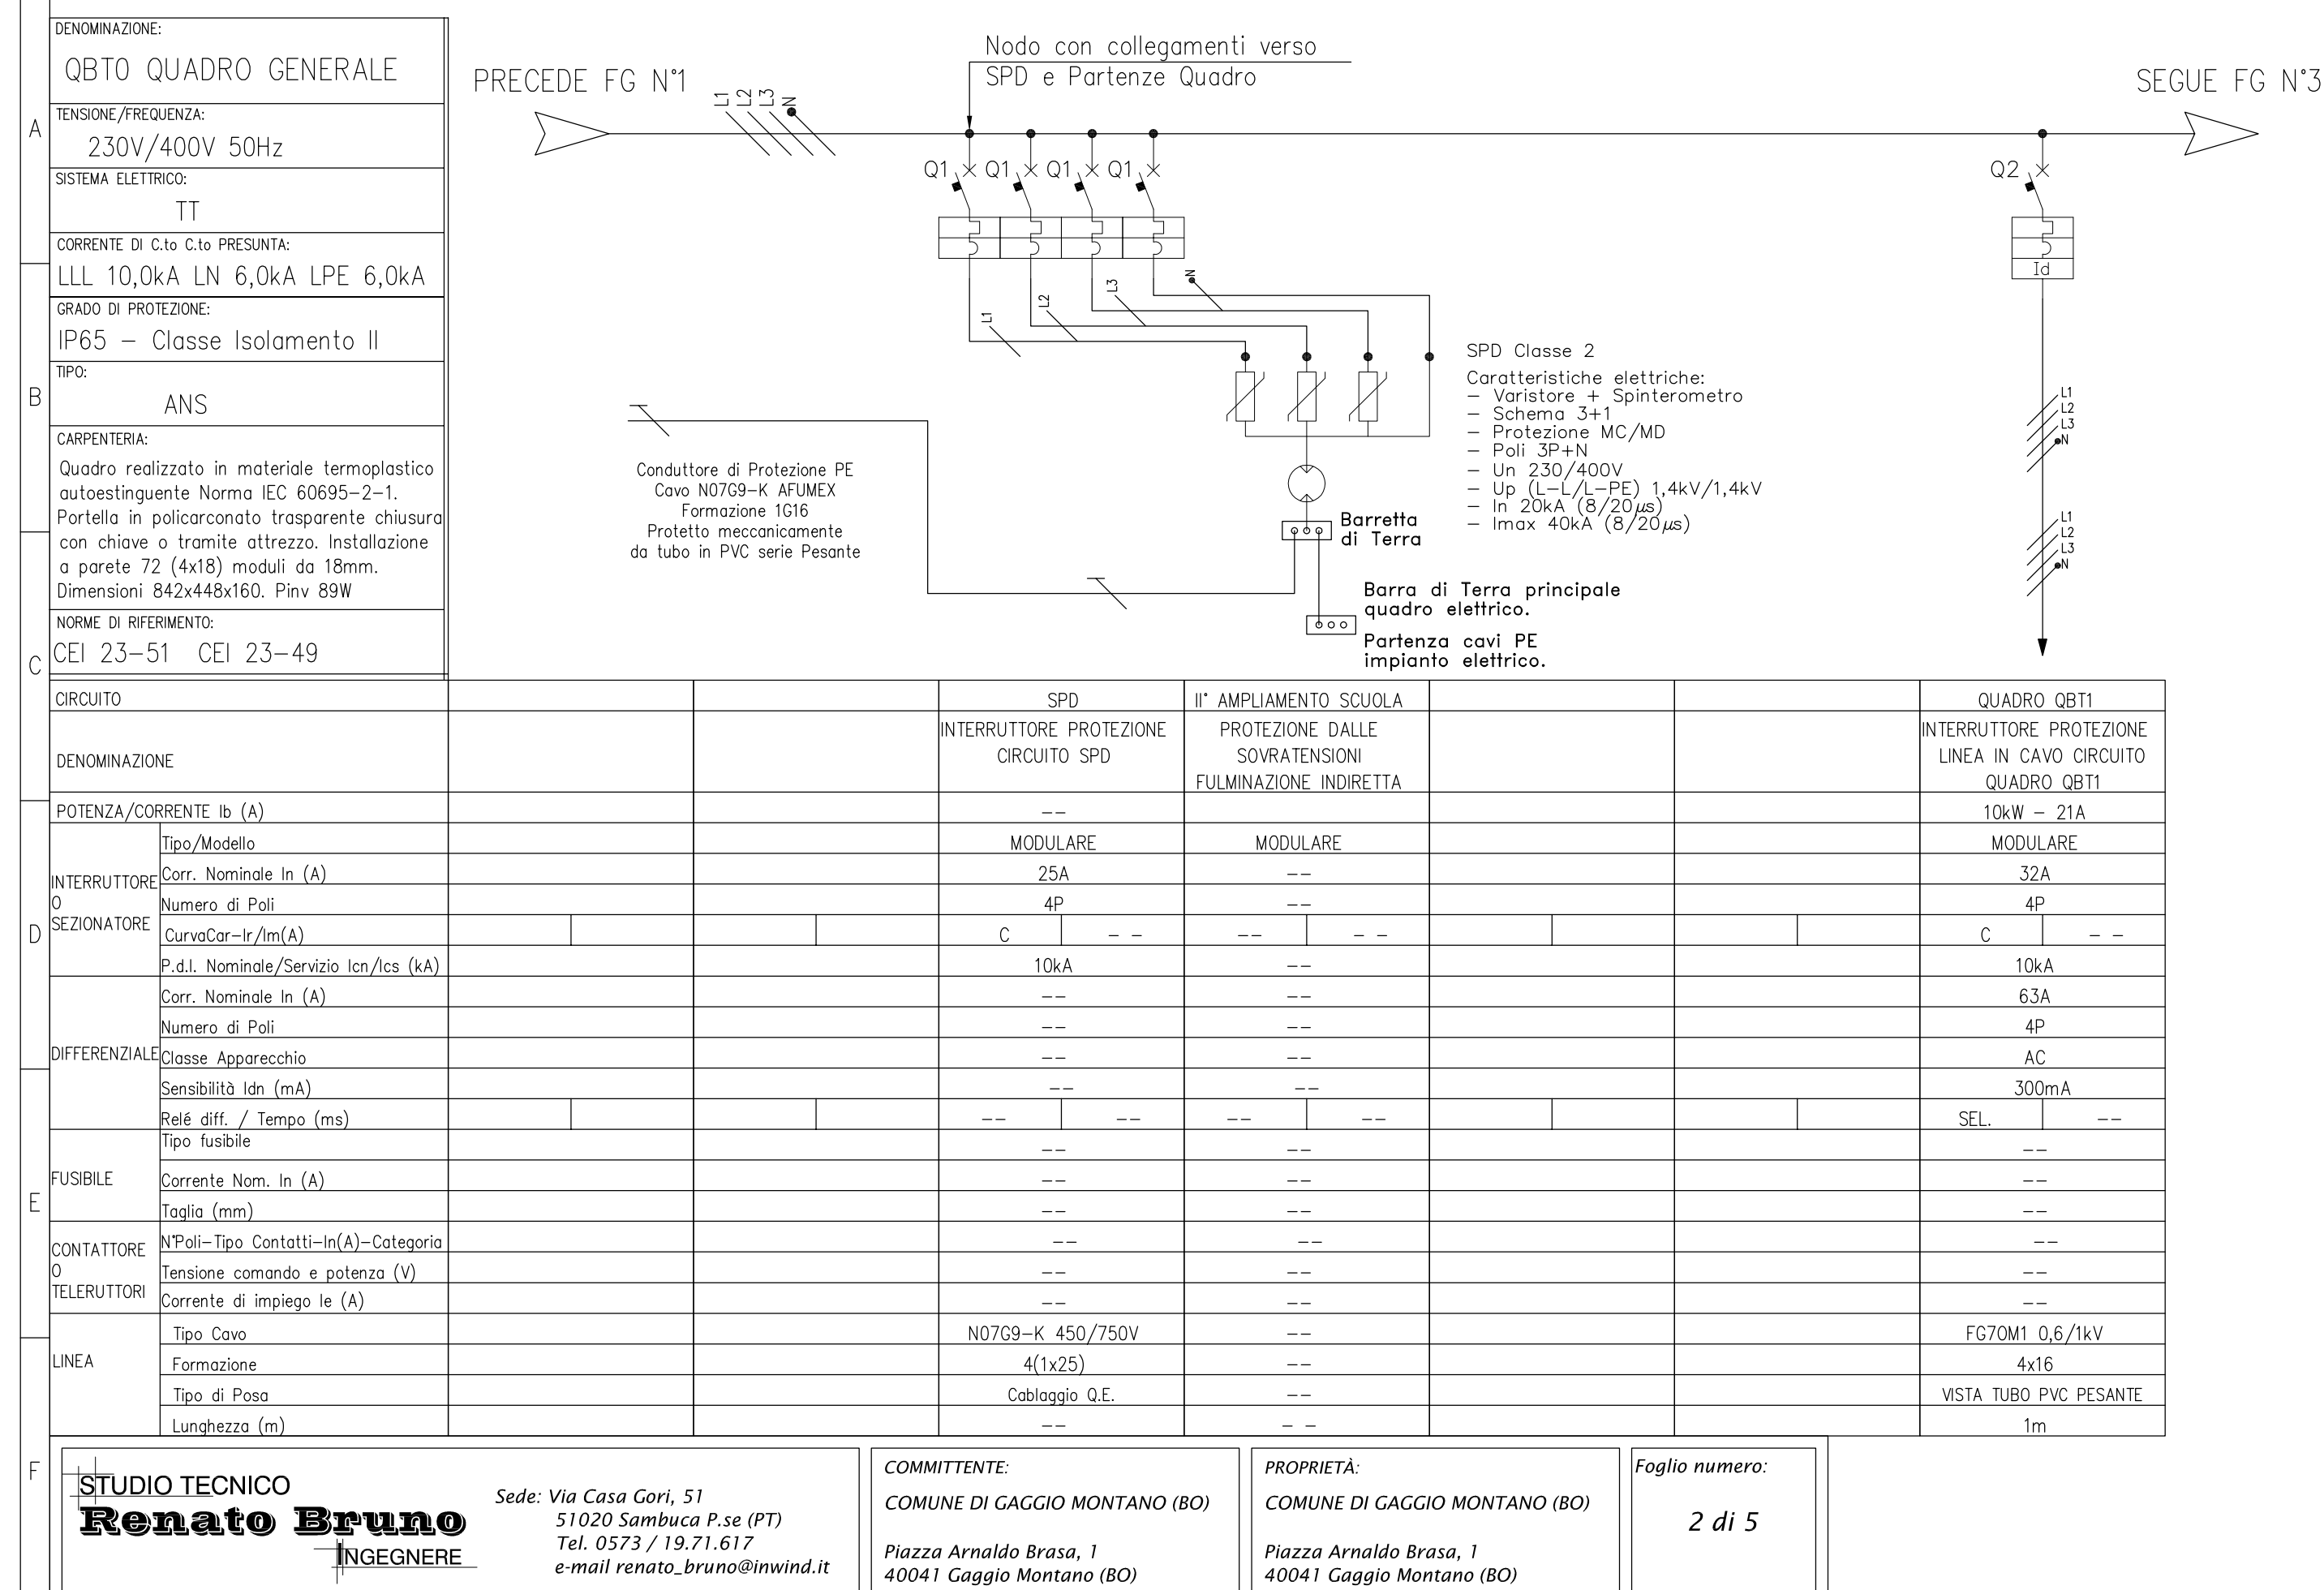 DENOMINAZIONE:
QBT0 QUADRO GENERALE
TENSIONE/FREQUENZA:
230V/400V 50Hz
SISTEMA ELETTRICO:
TT
CORRENTE DI C.to C.to PRESUNTA:
LLL 10,0kA LN 6,0kA LPE 6,0kA
GRADO DI PROTEZIONE:
IP65 – Classe Isolamento II
TIPO:
ANS
CARPENTERIA:
Quadro realizzato in materiale termoplastico
autoestinguente Norma IEC 60695-2-1.
Portella in policarconato trasparente chiusura
con chiave o tramite attrezzo. Installazione
a parete 72 (4x18) moduli da 18mm.
Dimensioni 842x448x160. Pinv 89W
NORME DI RIFERIMENTO:
CEI 23-51 CEI 23-49
A
B
C
D
E
F
PRECEDE FG N°1
L1 L2 L3 N
Nodo con collegamenti verso
SPD e Partenze Quadro
SEGUE FG N°3
Q1 Q1 Q1 Q1
Q2
Id
L1
L2
L3
N
L1
L2
L3
N
L1
L2
L3
N
SPD Classe 2
Caratteristiche elettriche:
– Varistore + Spinterometro
– Schema 3+1
– Protezione MC/MD
– Poli 3P+N
– Un 230/400V
– Up (L-L/L-PE) 1,4kV/1,4kV
– In 20kA (8/20µs)
– Imax 40kA (8/20µs)
Conduttore di Protezione PE
Cavo N07G9-K AFUMEX
Formazione 1G16
Protetto meccanicamente
da tubo in PVC serie Pesante
Barretta
di Terra
Barra di Terra principale
quadro elettrico.
Partenza cavi PE
impianto elettrico.
CIRCUITO SPD II° AMPLIAMENTO SCUOLA QUADRO QBT1
DENOMINAZIONE
INTERRUTTORE PROTEZIONE
CIRCUITO SPD
PROTEZIONE DALLE
SOVRATENSIONI
FULMINAZIONE INDIRETTA
INTERRUTTORE PROTEZIONE
LINEA IN CAVO CIRCUITO
QUADRO QBT1
POTENZA/CORRENTE Ib (A) -- 10kW – 21A
INTERRUTTORE
O
SEZIONATORE
Tipo/Modello MODULARE MODULARE MODULARE
Corr. Nominale In (A) 25A -- 32A
Numero di Poli 4P -- 4P
CurvaCar-Ir/Im(A) C - - -- - - C - -
P.d.I. Nominale/Servizio Icn/Ics (kA) 10kA -- 10kA
DIFFERENZIALE
Corr. Nominale In (A) -- -- 63A
Numero di Poli -- -- 4P
Classe Apparecchio -- -- AC
Sensibilità Idn (mA) -- -- 300mA
Relé diff. / Tempo (ms) -- -- -- -- SEL. --
FUSIBILE
Tipo fusibile -- -- --
Corrente Nom. In (A) -- -- --
Taglia (mm) -- -- --
CONTATTORE
O
TELERUTTORI
N°Poli-Tipo Contatti-In(A)-Categoria -- -- --
Tensione comando e potenza (V) -- -- --
Corrente di impiego Ie (A) -- -- --
LINEA
Tipo Cavo N07G9-K 450/750V -- FG7OM1 0,6/1kV
Formazione 4(1x25) -- 4x16
Tipo di Posa Cablaggio Q.E. -- VISTA TUBO PVC PESANTE
Lunghezza (m) -- - - 1m
STUDIO TECNICO
Renato Bruno
INGEGNERE
Sede: Via Casa Gori, 51
51020 Sambuca P.se (PT)
Tel. 0573 / 19.71.617
e-mail renato_bruno@inwind.it
COMMITTENTE:
COMUNE DI GAGGIO MONTANO (BO)
Piazza Arnaldo Brasa, 1
40041 Gaggio Montano (BO)
PROPRIETÀ:
COMUNE DI GAGGIO MONTANO (BO)
Piazza Arnaldo Brasa, 1
40041 Gaggio Montano (BO)
Foglio numero:
2 di 5